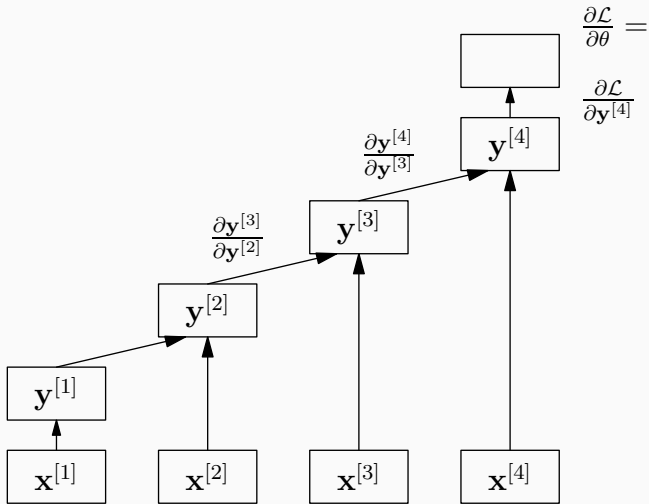 ∂ℒ/∂θ =
∂ℒ/∂y^[4]
y^[4]
∂y^[4]/∂y^[3]
y^[3]
∂y^[3]/∂y^[2]
y^[2]
y^[1]
x^[1] x^[2] x^[3] x^[4]